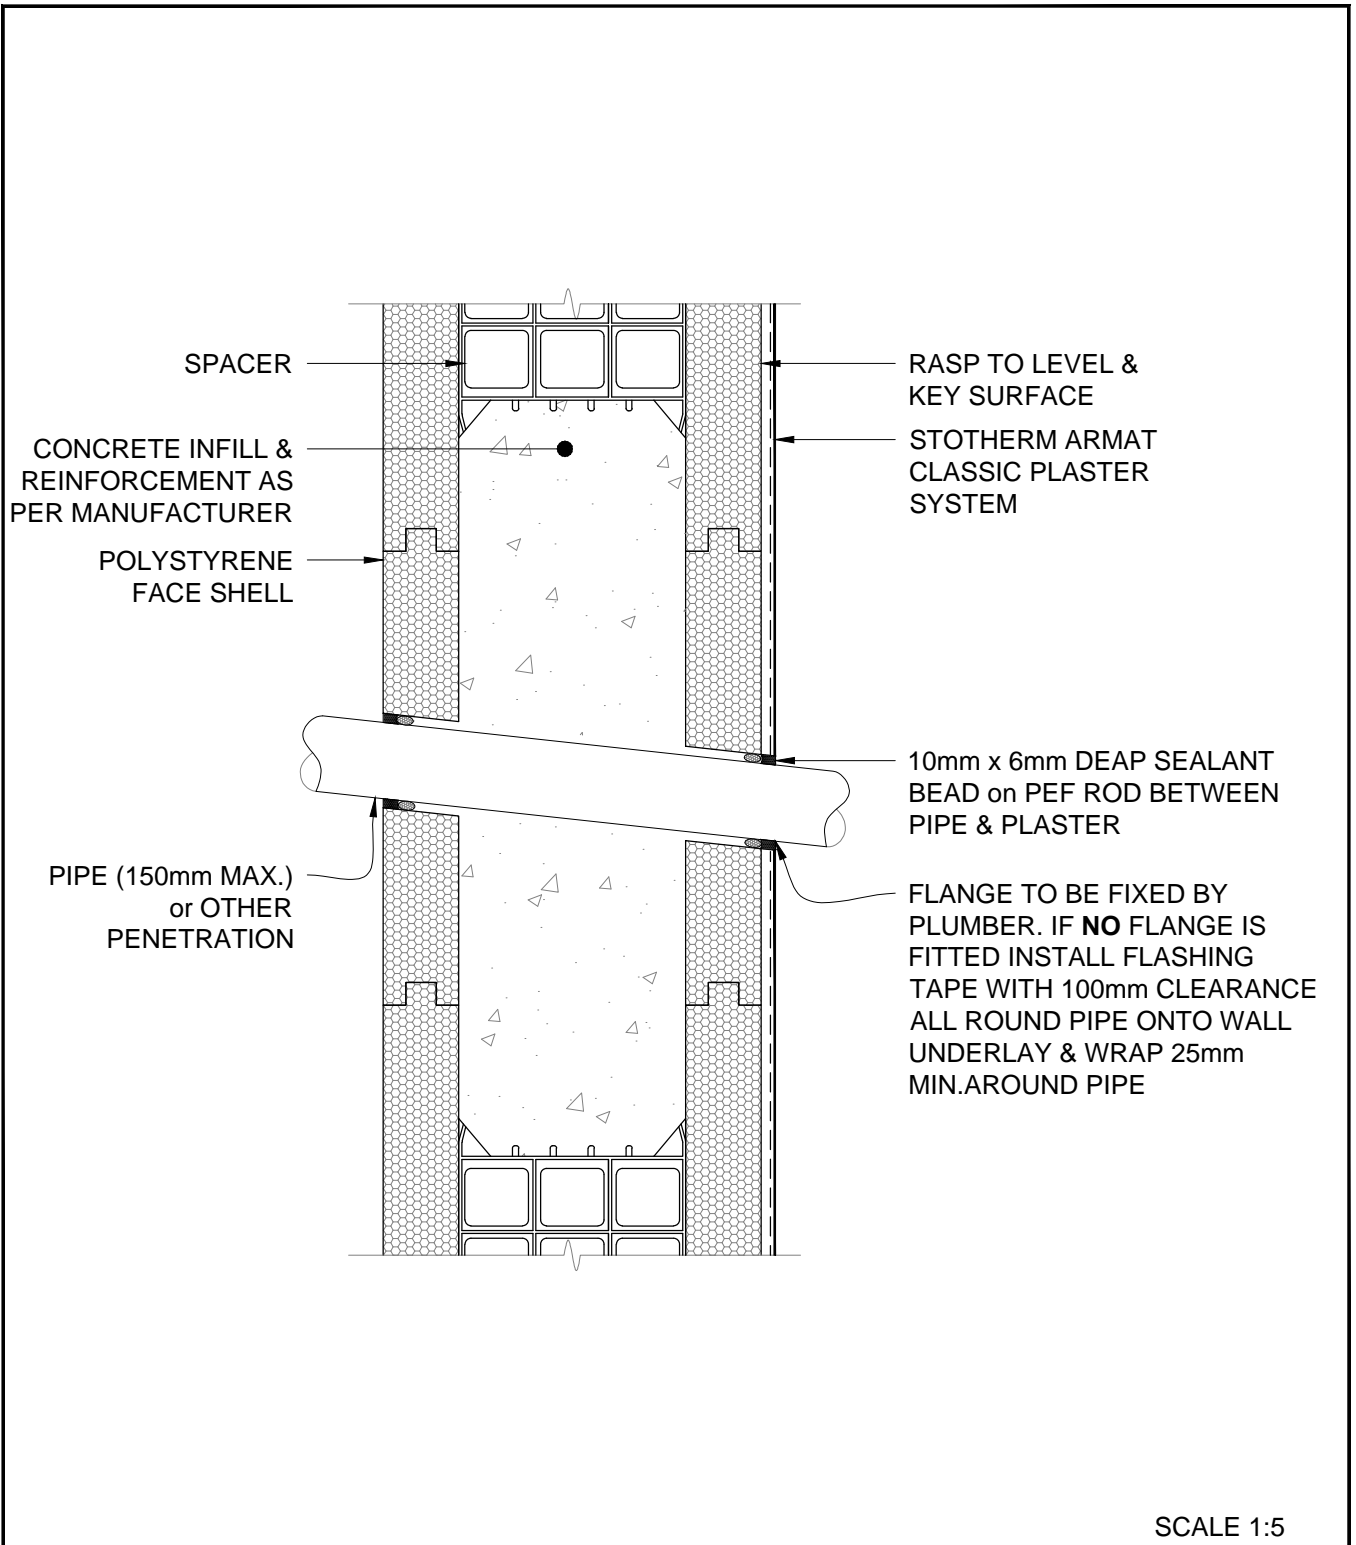 SPACER
CONCRETE INFILL &
REINFORCEMENT AS
PER MANUFACTURER
POLYSTYRENE
FACE SHELL
PIPE (150mm MAX.)
or OTHER
PENETRATION
RASP TO LEVEL &
KEY SURFACE
STOTHERM ARMAT
CLASSIC PLASTER
SYSTEM
10mm x 6mm DEAP SEALANT
BEAD on PEF ROD BETWEEN
PIPE & PLASTER
FLANGE TO BE FIXED BY
PLUMBER. IF NO FLANGE IS
FITTED INSTALL FLASHING
TAPE WITH 100mm CLEARANCE
ALL ROUND PIPE ONTO WALL
UNDERLAY & WRAP 25mm
MIN.AROUND PIPE
SCALE 1:5